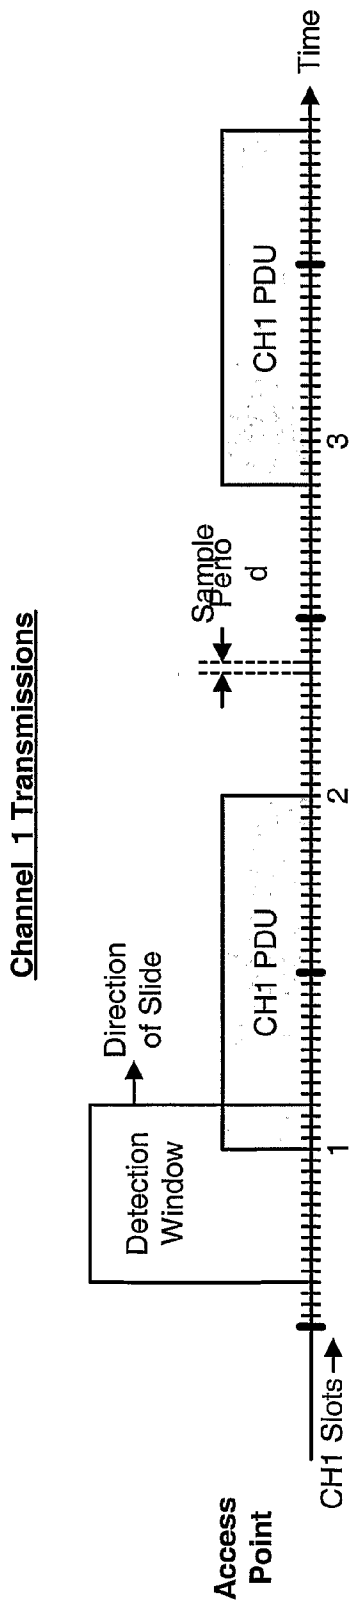 Channel 1 Transmissions
Access
Point
Detection
Window
Direction
of Slide
CH1 PDU
Sample
Perio
d
CH1 PDU
Time
CH1 Slots
1
2
3